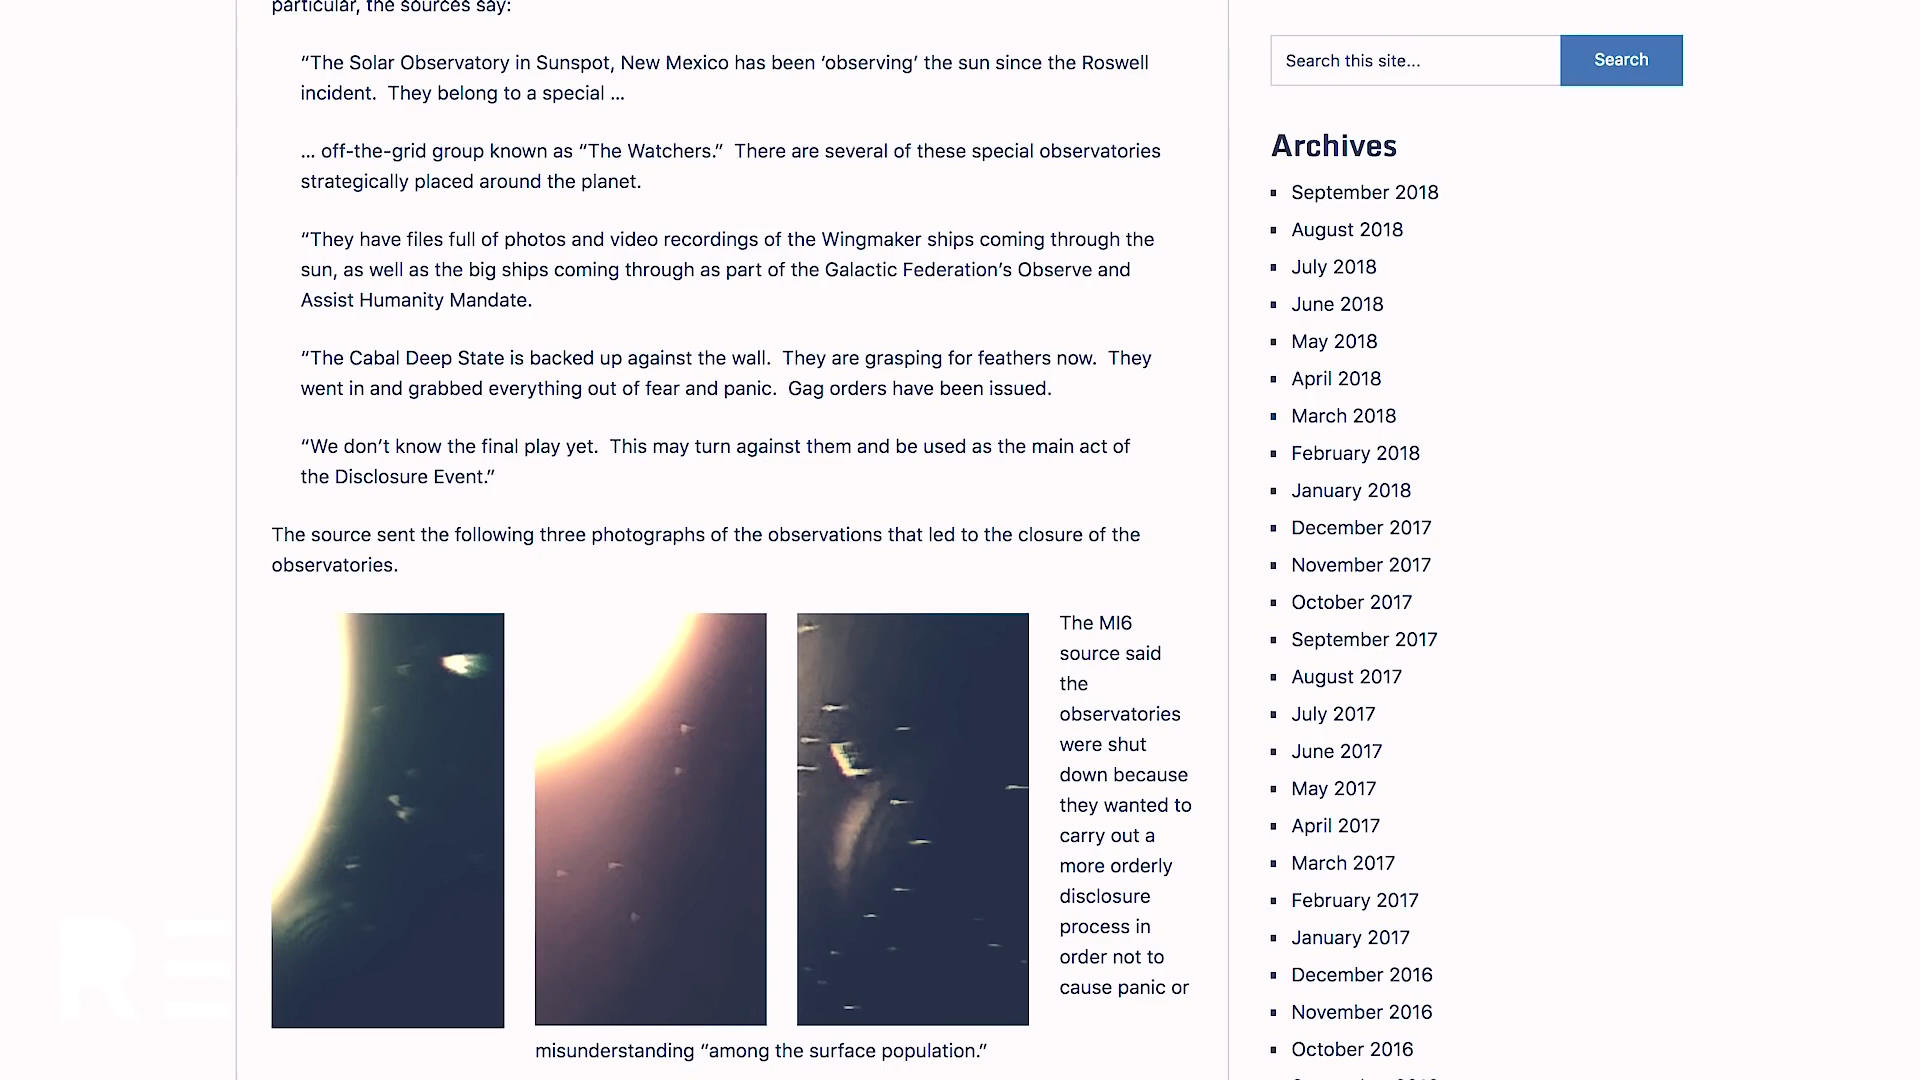 particular, the sources say:
“The Solar Observatory in Sunspot, New Mexico has been ‘observing’ the sun since the Roswell
incident.  They belong to a special ...
... off-the-grid group known as “The Watchers.”  There are several of these special observatories
strategically placed around the planet.
“They have files full of photos and video recordings of the Wingmaker ships coming through the
sun, as well as the big ships coming through as part of the Galactic Federation’s Observe and
Assist Humanity Mandate.
“The Cabal Deep State is backed up against the wall.  They are grasping for feathers now.  They
went in and grabbed everything out of fear and panic.  Gag orders have been issued.
“We don’t know the final play yet.  This may turn against them and be used as the main act of
the Disclosure Event.”
The source sent the following three photographs of the observations that led to the closure of the
observatories.
The MI6
source said
the
observatories
were shut
down because
they wanted to
carry out a
more orderly
disclosure
process in
order not to
cause panic or
misunderstanding “among the surface population.”
Search this site...
Search
Archives
September 2018
August 2018
July 2018
June 2018
May 2018
April 2018
March 2018
February 2018
January 2018
December 2017
November 2017
October 2017
September 2017
August 2017
July 2017
June 2017
May 2017
April 2017
March 2017
February 2017
January 2017
December 2016
November 2016
October 2016
RE